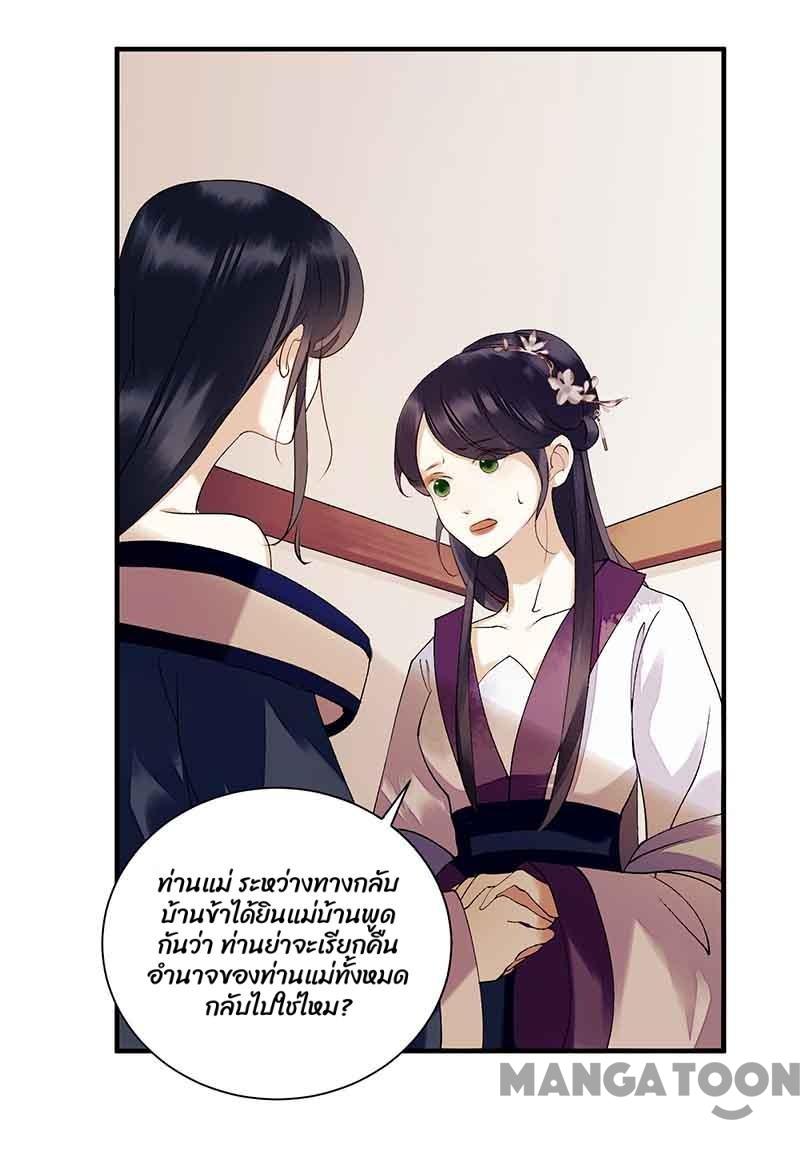 ท่านแม่ ระหว่างทางกลับ
บ้านข้าได้ยินแม่บ้านพูด
กันว่า ท่านย่าจะเรียกคืน
อำนาจของท่านแม่ทั้งหมด
กลับไปใช่ไหม?
MANGATOON